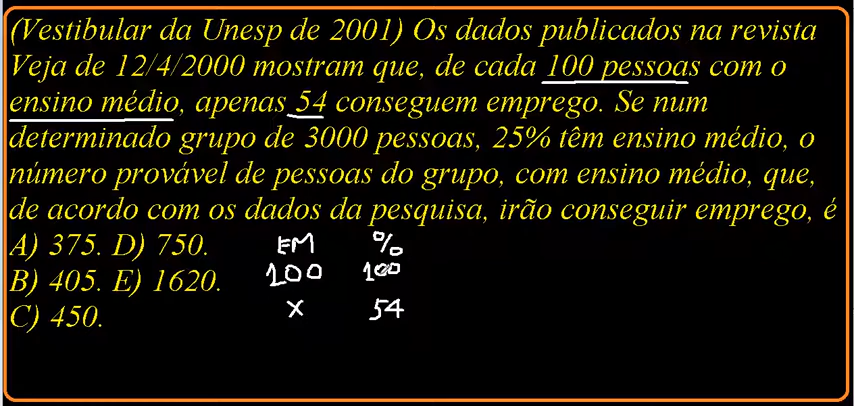 (Vestibular da Unesp de 2001) Os dados publicados na revista
Veja de 12/4/2000 mostram que, de cada 100 pessoas com o
ensino médio, apenas 54 conseguem emprego. Se num
determinado grupo de 3000 pessoas, 25% têm ensino médio, o
número provável de pessoas do grupo, com ensino médio, que,
de acordo com os dados da pesquisa, irão conseguir emprego, é
A) 375. D) 750. EM %
B) 405. E) 1620. 100 100
C) 450. X 54